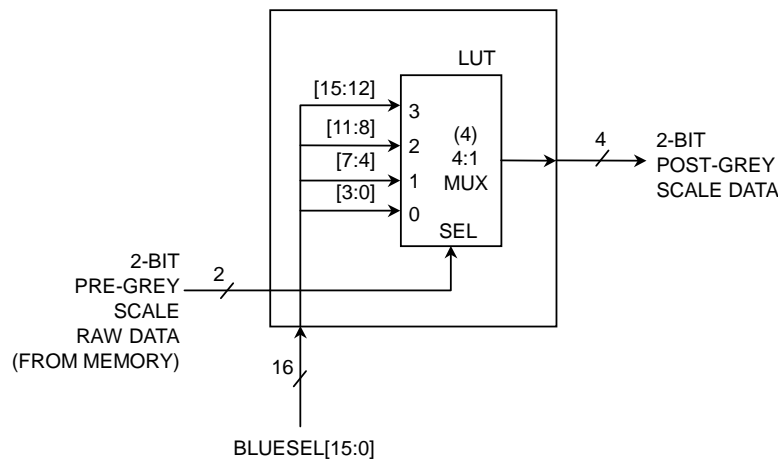 LUT
[15:12]
3
[11:8]
2
[7:4]
1
[3:0]
0
(4)
4:1
MUX
SEL
4
2-BIT
POST-GREY
SCALE DATA
2-BIT
PRE-GREY
SCALE
RAW DATA
(FROM MEMORY)
2
16
BLUESEL[15:0]